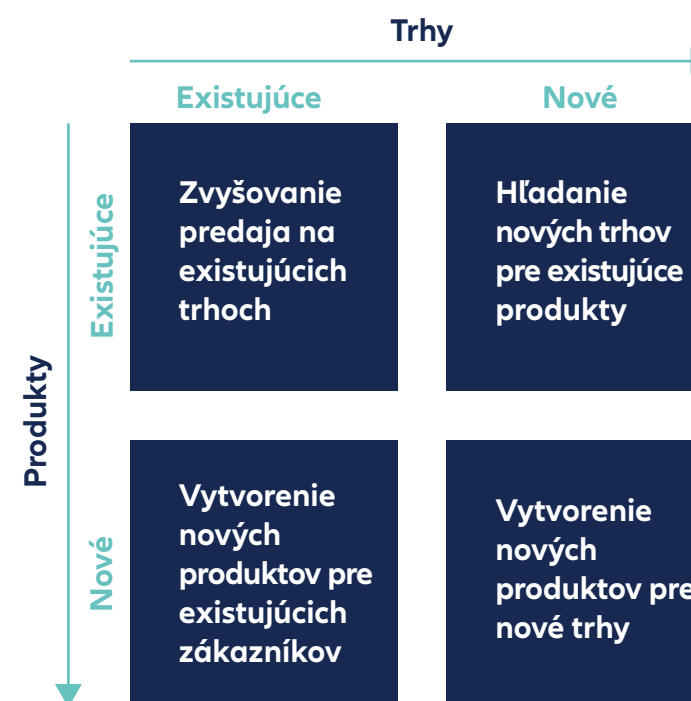 Trhy
Existujúce
Nové
Produkty
Existujúce
Zvyšovanie
predaja na
existujúcich
trhoch
Hľadanie
nových trhov
pre existujúce
produkty
Nové
Vytvorenie
nových
produktov pre
existujúcich
zákazníkov
Vytvorenie
nových
produktov pre
nové trhy